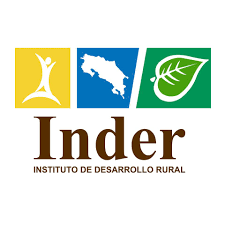 Inder
INSTITUTO DE DESARROLLO RURAL